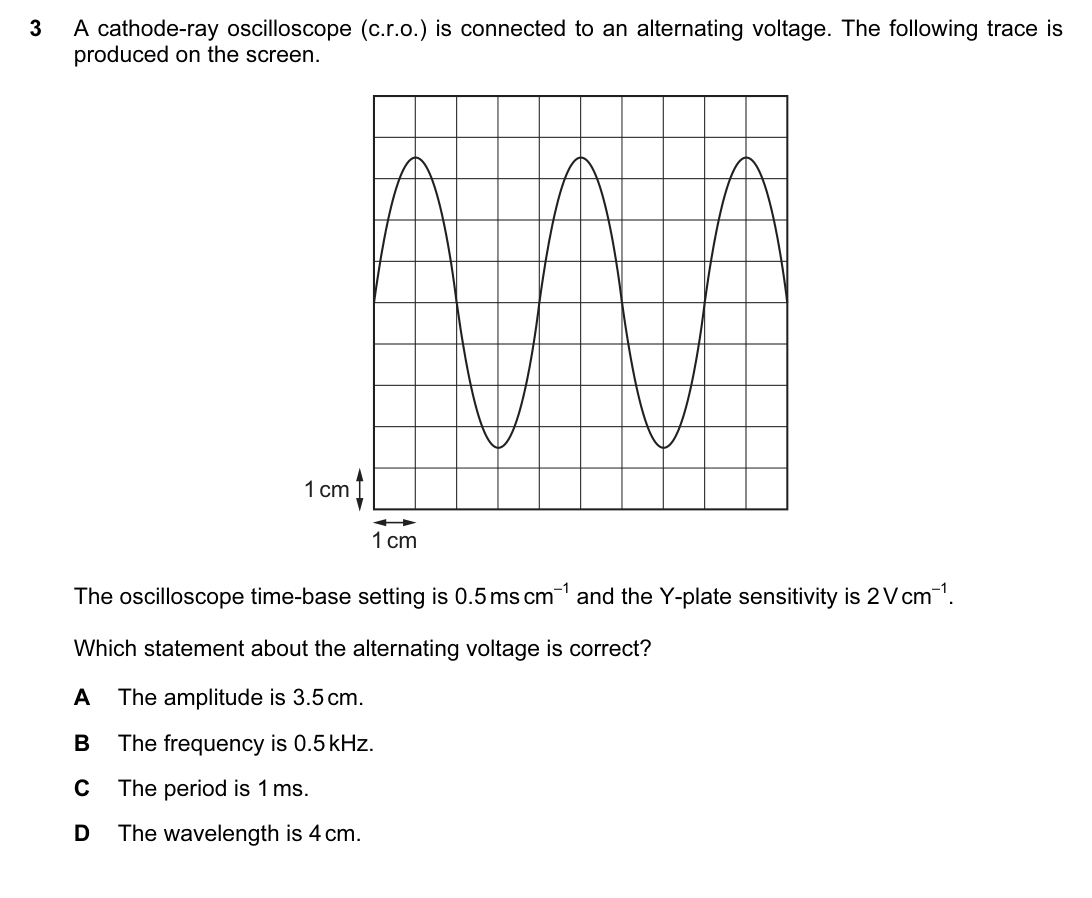 3 A cathode-ray oscilloscope (c.r.o.) is connected to an alternating voltage. The following trace is
produced on the screen.
1 cm
1 cm
The oscilloscope time-base setting is 0.5 ms cm⁻¹ and the Y-plate sensitivity is 2 V cm⁻¹.
Which statement about the alternating voltage is correct?
A The amplitude is 3.5 cm.
B The frequency is 0.5 kHz.
C The period is 1 ms.
D The wavelength is 4 cm.